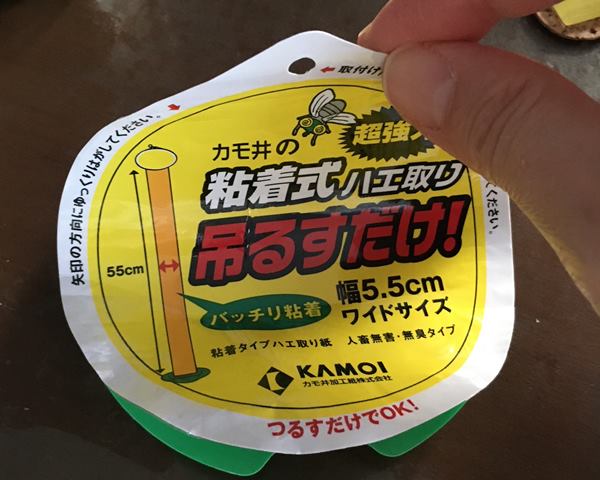 取付け
矢印の方向にゆっくりはがしてください。
ください。
超強
カモ井の
粘着式ハエ取り
吊るすだけ!
55cm
幅5.5cm
ワイドサイズ
バッチリ粘着
粘着タイプハエ取り紙 人畜無害・無臭タイプ
KAMOI
カモ井加工紙株式会社
つるすだけでOK!